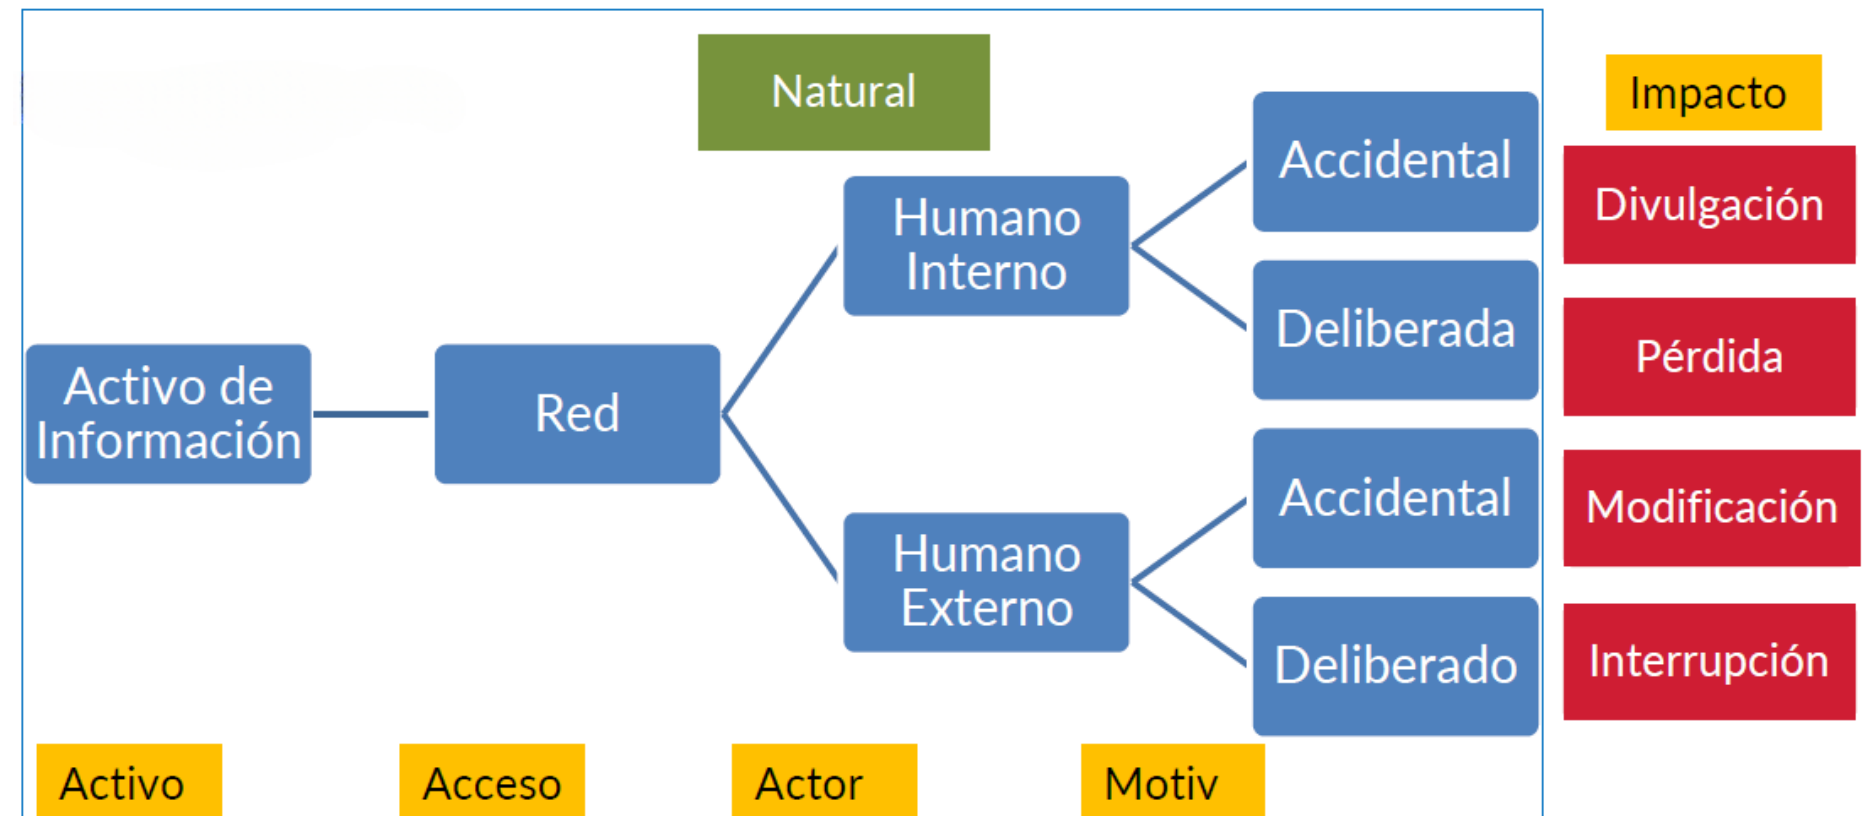 Natural
Impacto
Accidental
Divulgación
Humano
Interno
Deliberada
Pérdida
Activo de
Información
Red
Accidental
Modificación
Humano
Externo
Deliberado
Interrupción
Activo
Acceso
Actor
Motiv